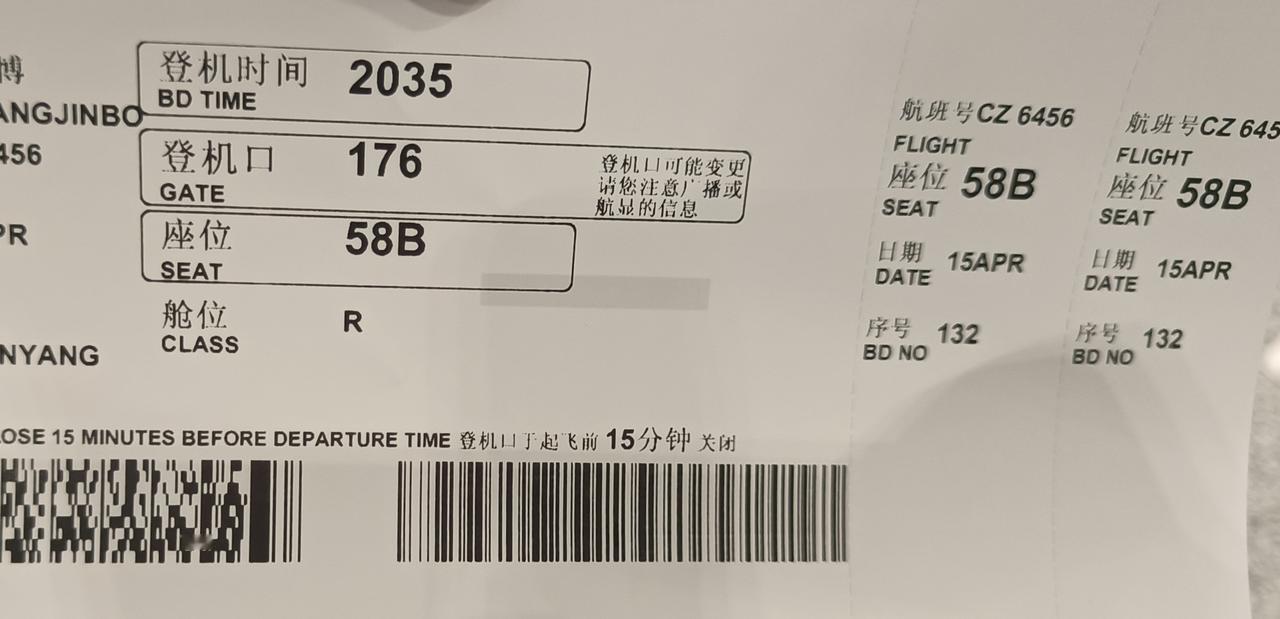 博
ANGJINBO
456
PR
NYANG
登机时间 2035
BD TIME
登机口 176
GATE
登机口可能变更
请您注意广播或
航显的信息
座位 58B
SEAT
舱位 R
CLASS
OSE 15 MINUTES BEFORE DEPARTURE TIME 登机口于起飞前 15分钟 关闭
航班号CZ 6456
FLIGHT
座位 58B
SEAT
日期 15APR
DATE
序号 132
BD NO
航班号CZ 645
FLIGHT
座位 58B
SEAT
日期 15APR
DATE
序号 132
BD NO